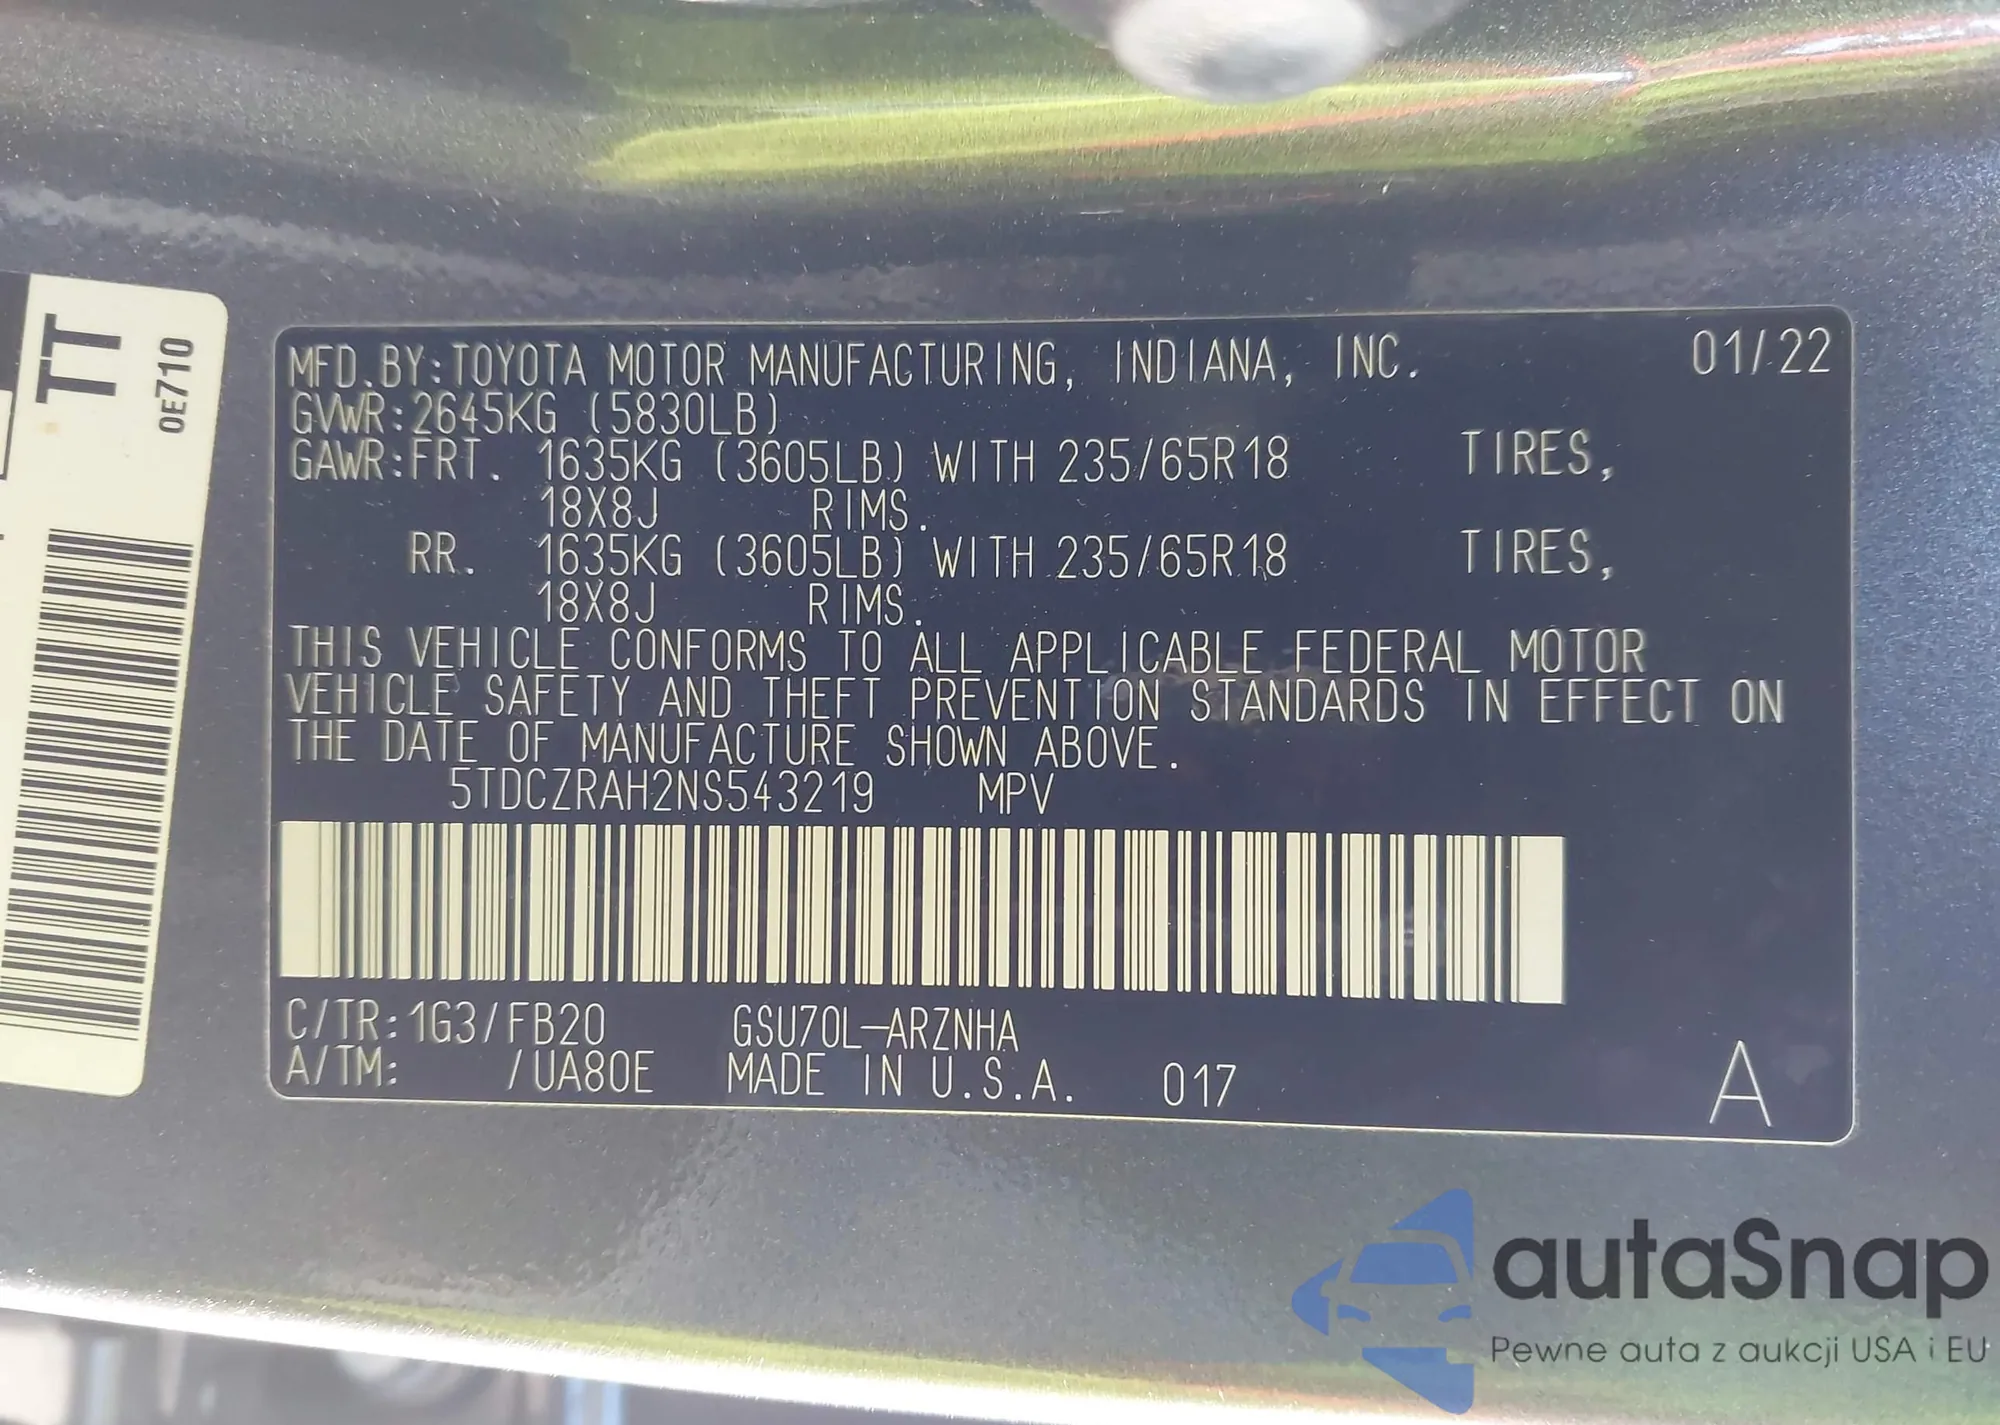 TT
0E710
MFD.BY:TOYOTA MOTOR MANUFACTURING, INDIANA, INC. 01/22
GVWR:2645KG (5830LB)
GAWR:FRT. 1635KG (3605LB) WITH 235/65R18 TIRES,
18X8J RIMS.
RR. 1635KG (3605LB) WITH 235/65R18 TIRES,
18X8J RIMS.
THIS VEHICLE CONFORMS TO ALL APPLICABLE FEDERAL MOTOR
VEHICLE SAFETY AND THEFT PREVENTION STANDARDS IN EFFECT ON
THE DATE OF MANUFACTURE SHOWN ABOVE.
5TDCZRAH2NS543219 MPV
C/TR:1G3/FB20 GSU70L-ARZNHA
A/TM: /UA80E MADE IN U.S.A. 017 A
autaSnap
Pewne auta z aukcji USA i EU